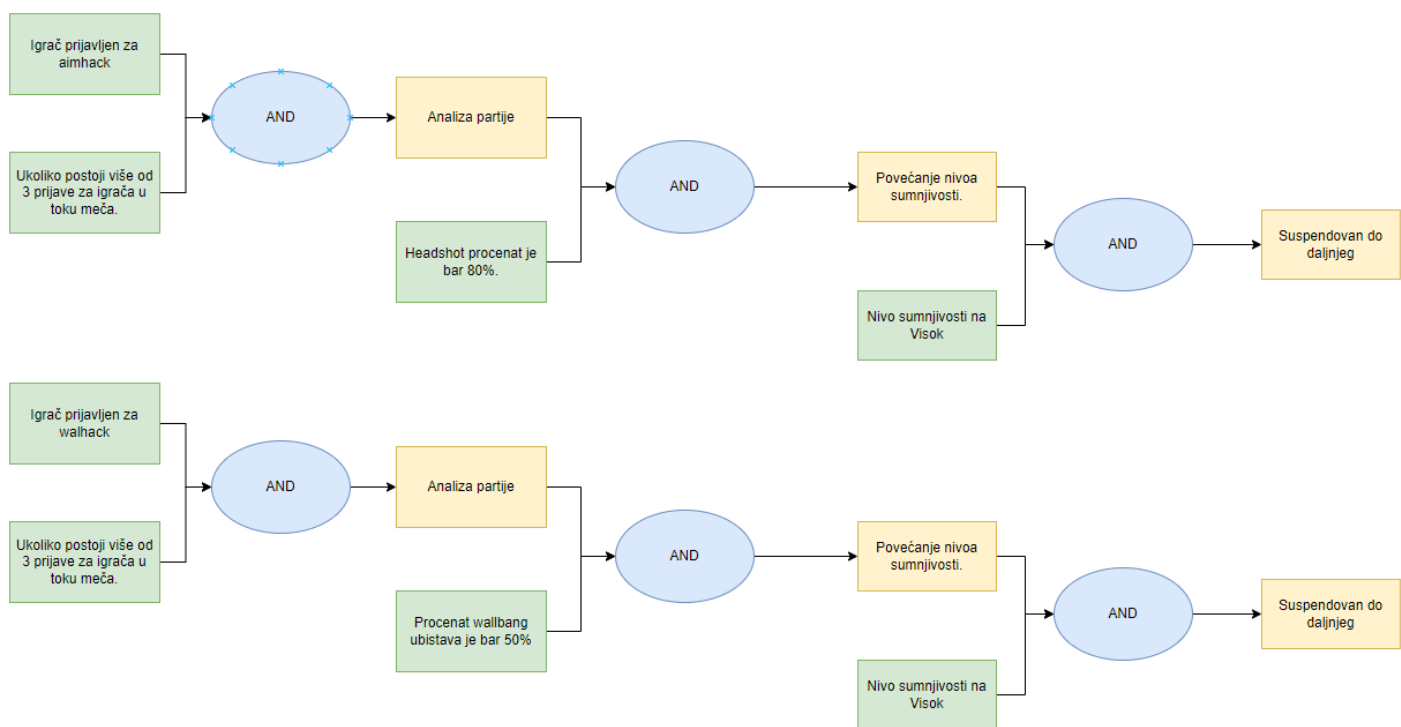 Igrač prijavljen za
aimhack
AND
Analiza partije
Ukoliko postoji više od
3 prijave za igrača u
toku meča.
AND
Povećanje nivoa
sumnjivosti.
Headshot procenat je
bar 80%.
AND
Suspendovan do
daljnjeg
Nivo sumnjivosti na
Visok
Igrač prijavljen za
walhack
AND
Analiza partije
Ukoliko postoji više od
3 prijave za igrača u
toku meča.
AND
Povećanje nivoa
sumnjivosti.
Procenat wallbang
ubistava je bar 50%
AND
Suspendovan do
daljnjeg
Nivo sumnjivosti na
Visok